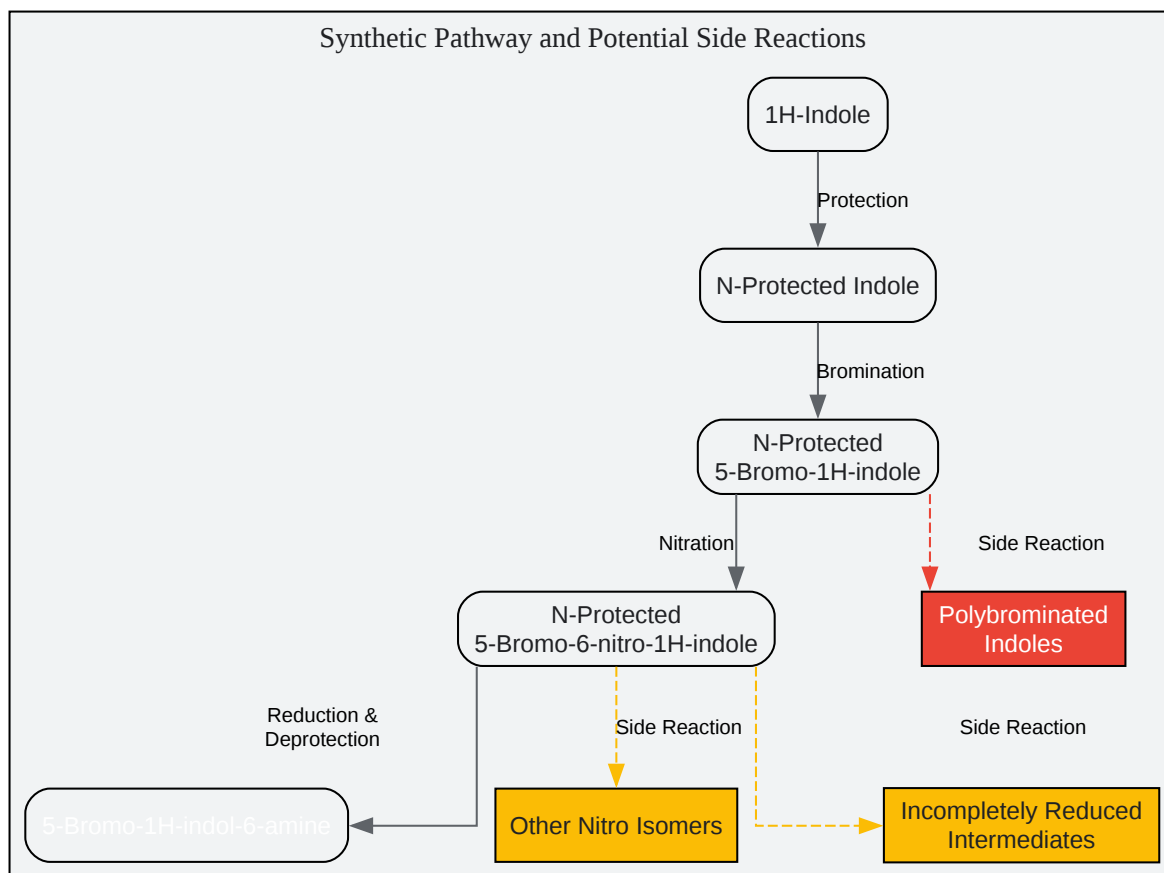 Synthetic Pathway and Potential Side Reactions
1H-Indole
Protection
N-Protected Indole
Bromination
N-Protected
5-Bromo-1H-indole
Nitration
Side Reaction
N-Protected
5-Bromo-6-nitro-1H-indole
Polybrominated
Indoles
Reduction &
Deprotection
Side Reaction
Side Reaction
5-Bromo-1H-indol-6-amine
Other Nitro Isomers
Incompletely Reduced
Intermediates